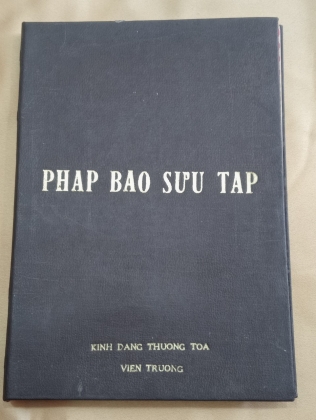 PHAP BAO SƯU TAP
KINH DANG THUONG TOA
VIEN TRUONG